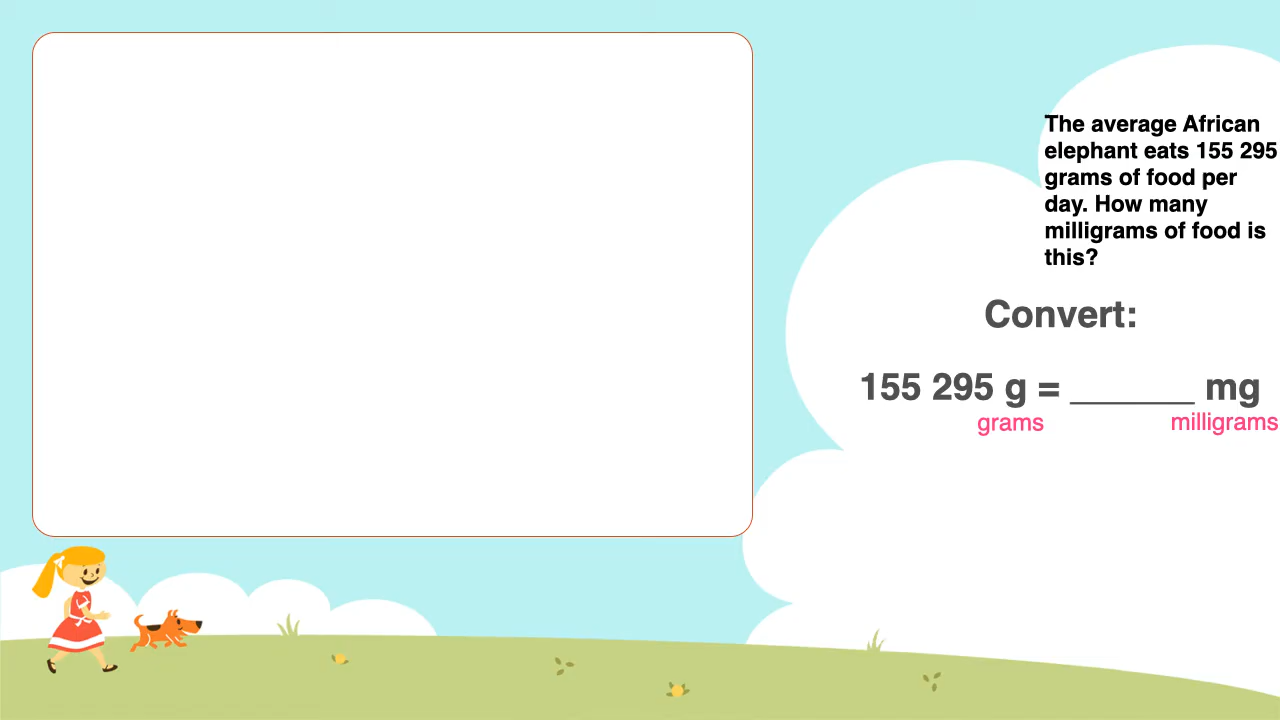 The average African
elephant eats 155 295
grams of food per
day. How many
milligrams of food is
this?
Convert:
155 295 g = ______ mg
grams
milligrams